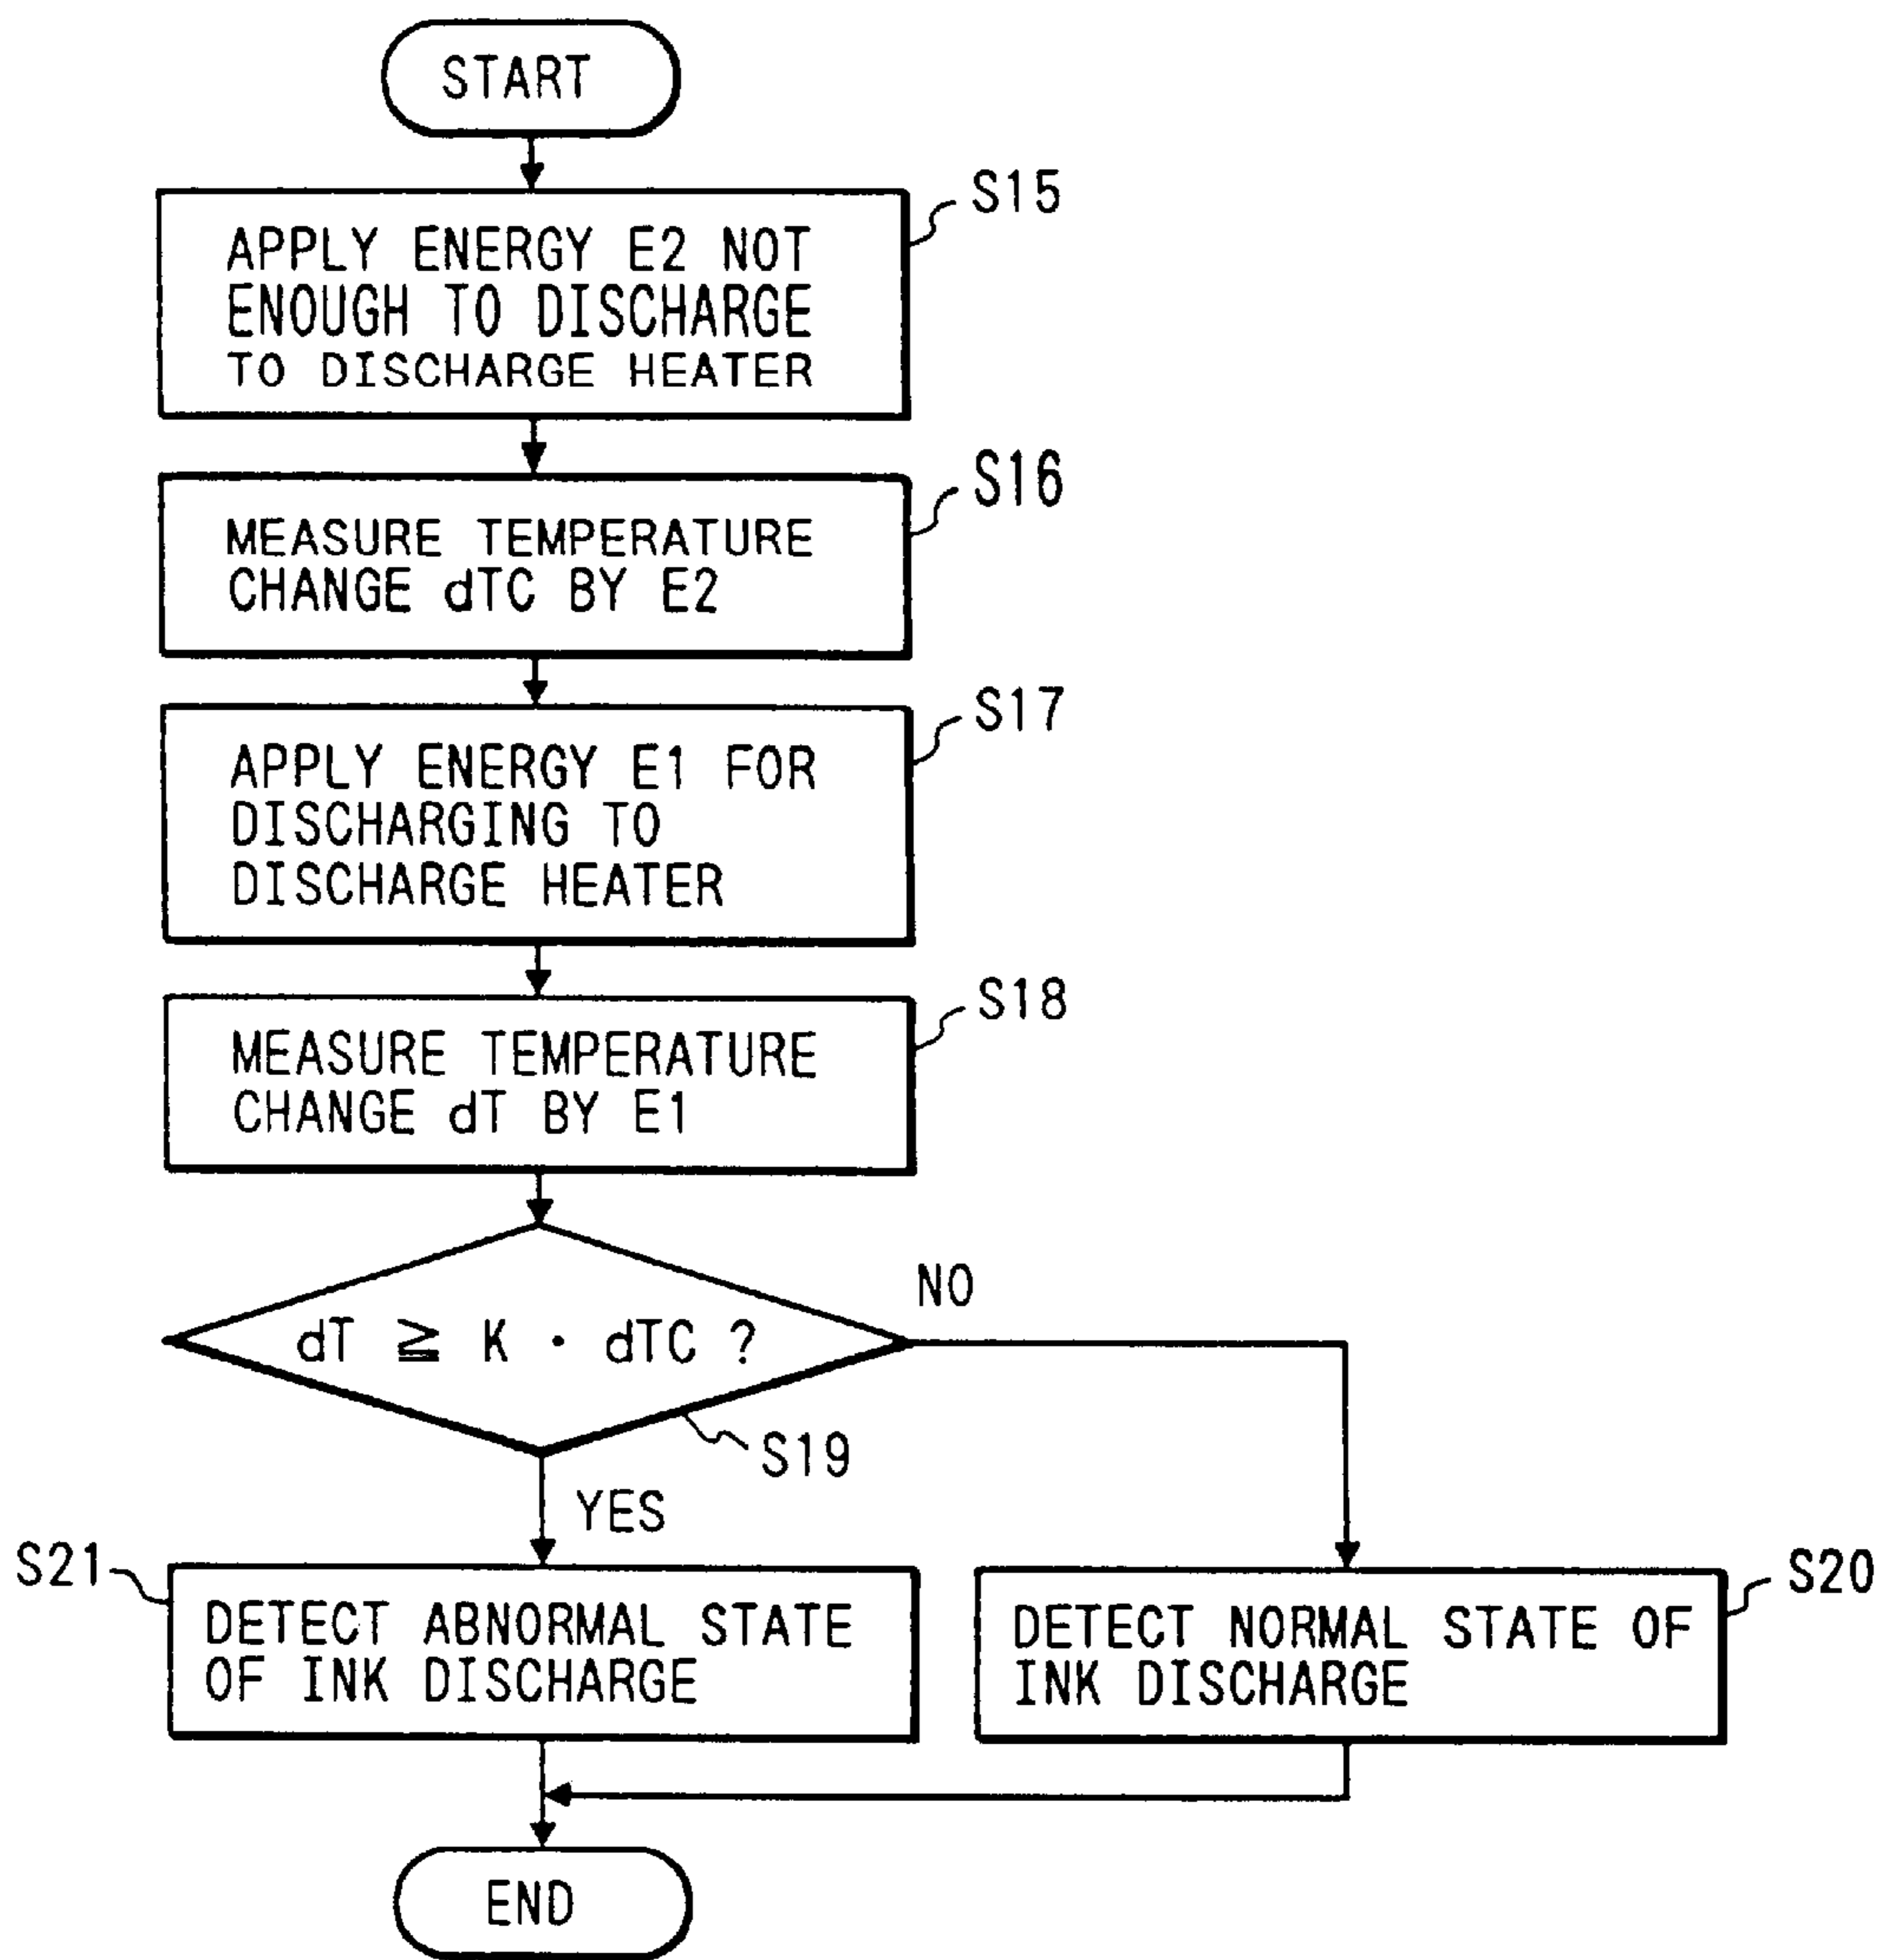 START
S15
APPLY ENERGY E2 NOT
ENOUGH TO DISCHARGE
TO DISCHARGE HEATER
S16
MEASURE TEMPERATURE
CHANGE dTC BY E2
S17
APPLY ENERGY E1 FOR
DISCHARGING TO
DISCHARGE HEATER
S18
MEASURE TEMPERATURE
CHANGE dT BY E1
NO
dT ≧ K · dTC ?
S19
YES
S21
DETECT ABNORMAL STATE
OF INK DISCHARGE
S20
DETECT NORMAL STATE OF
INK DISCHARGE
END